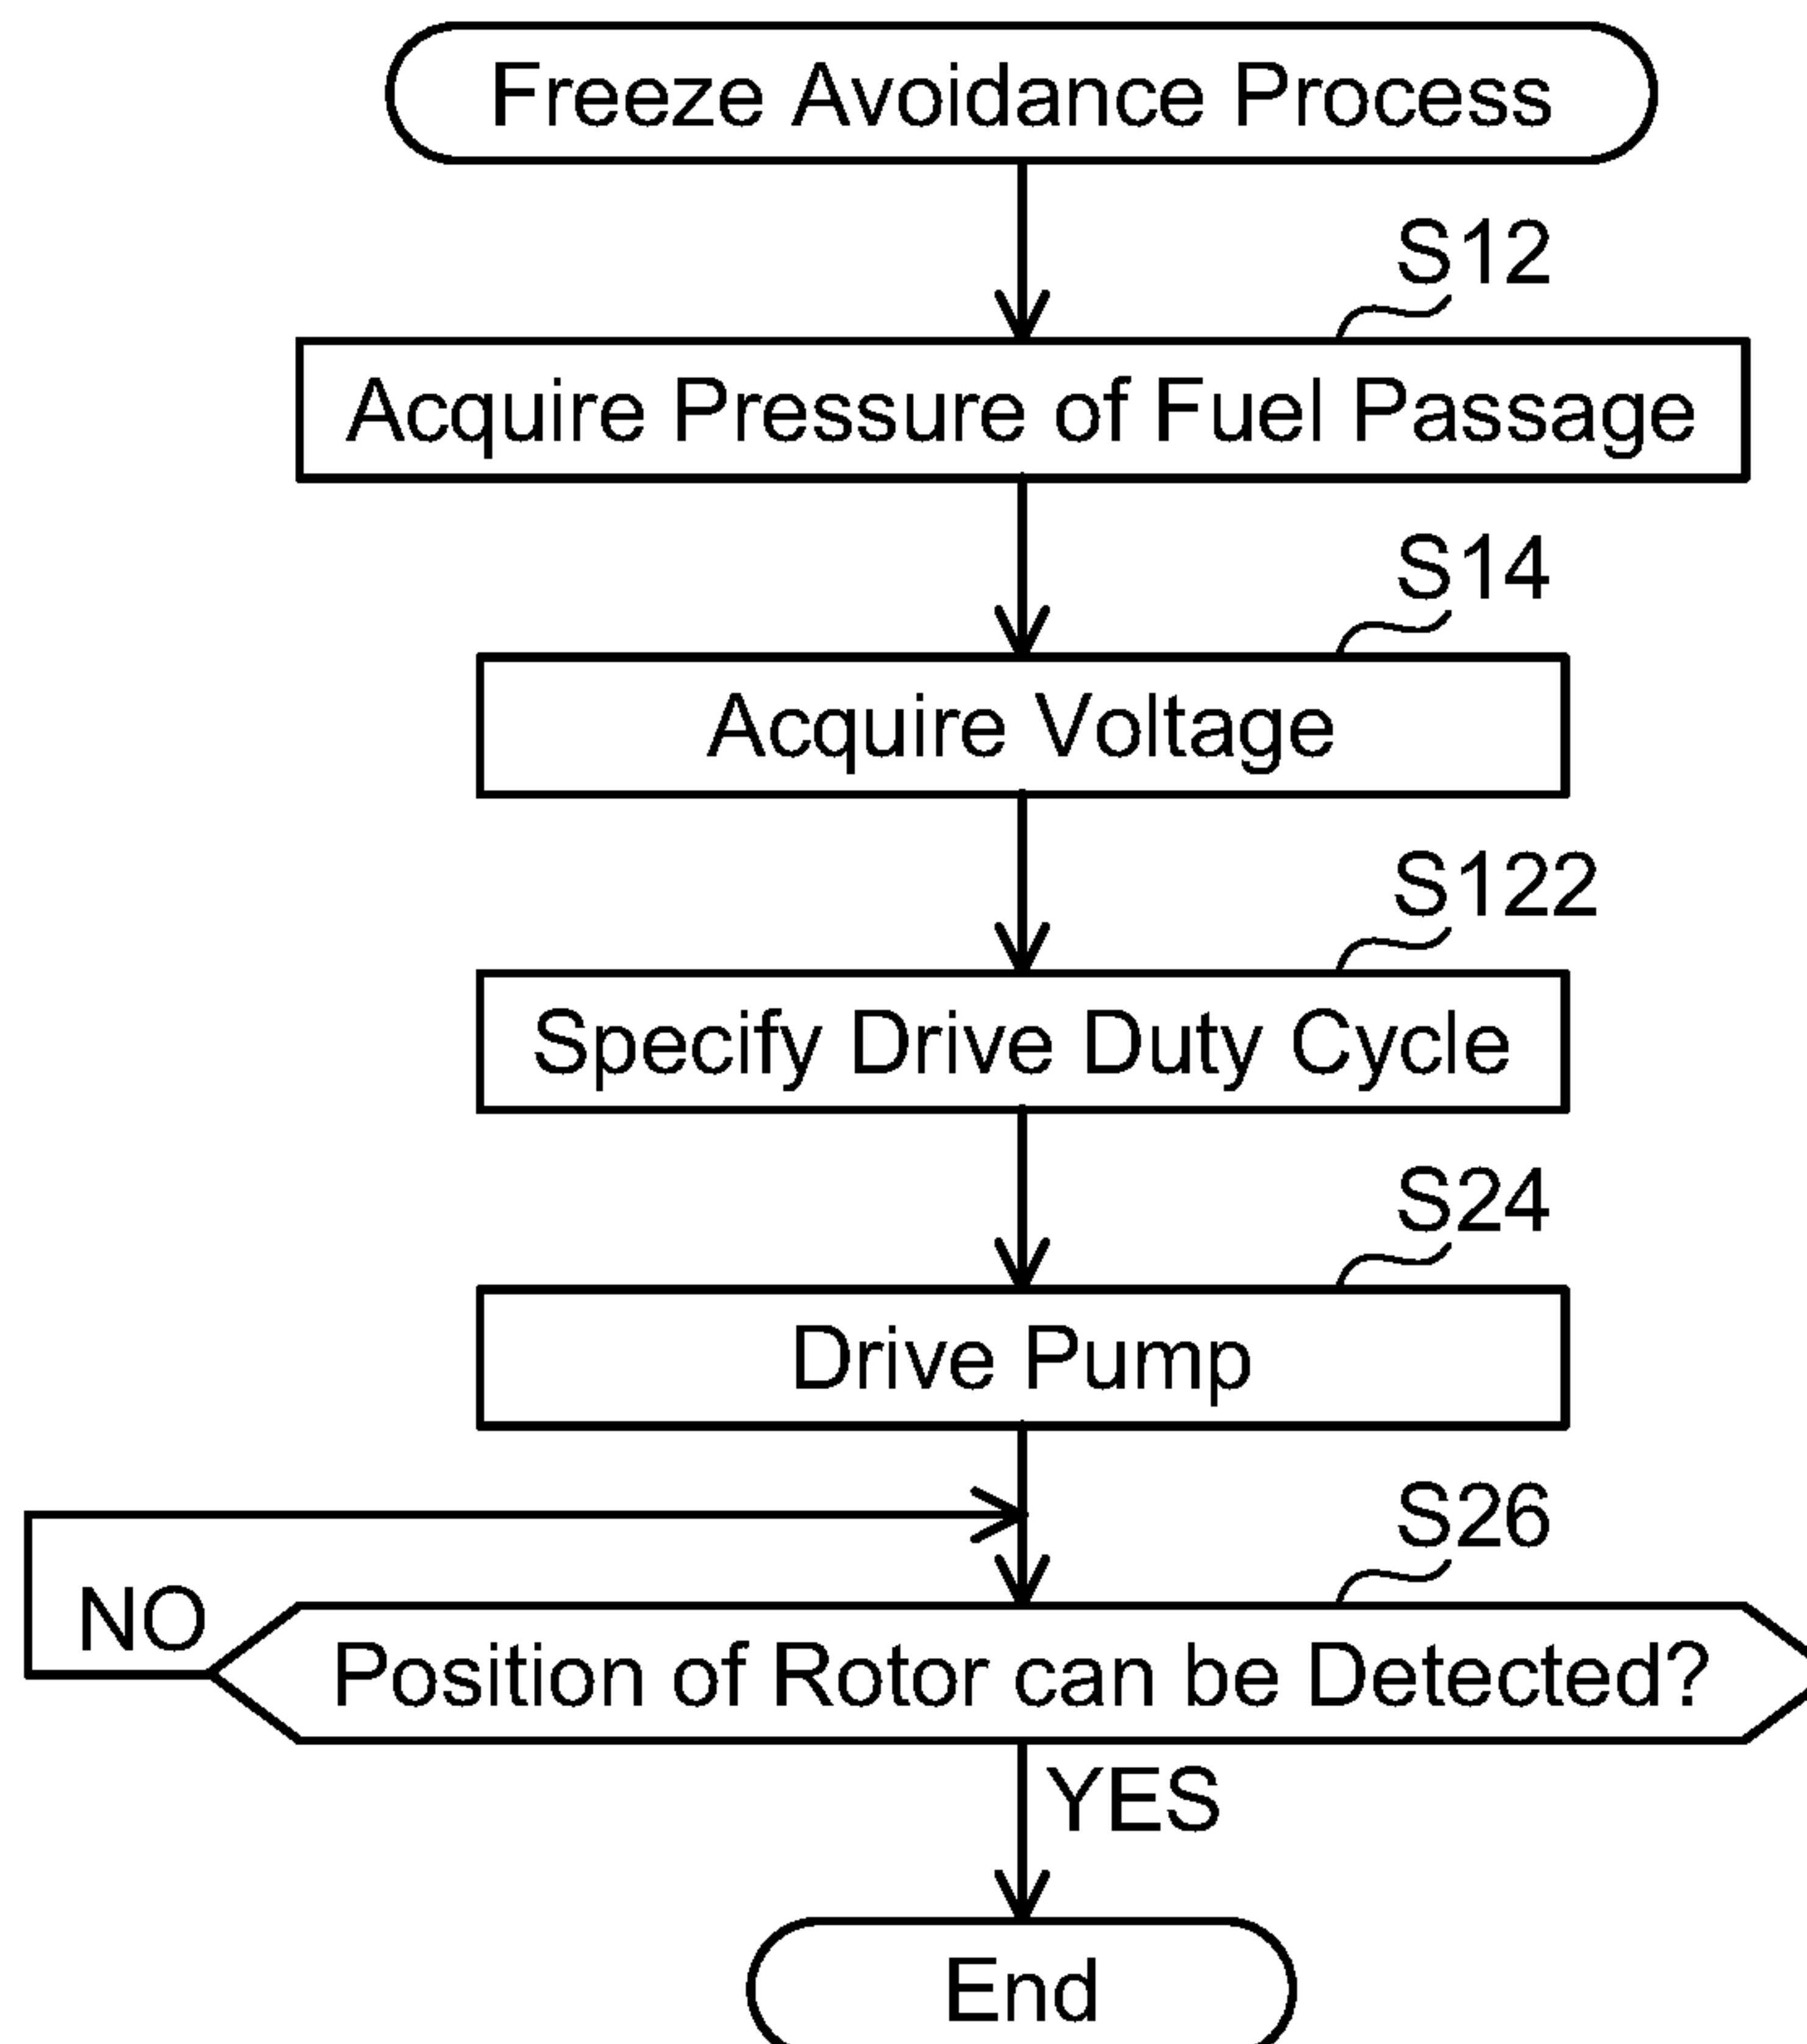 Freeze Avoidance Process
S12
Acquire Pressure of Fuel Passage
S14
Acquire Voltage
S122
Specify Drive Duty Cycle
S24
Drive Pump
S26
NO
Position of Rotor can be Detected?
YES
End